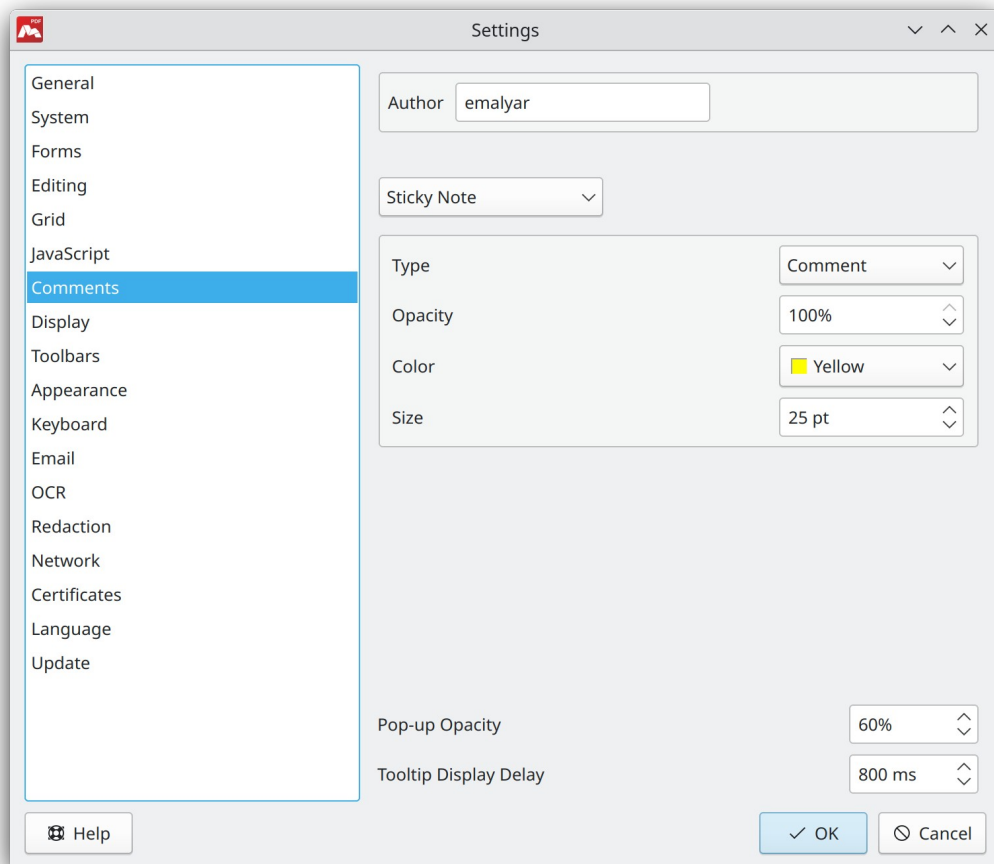 PDF
Settings
General
System
Forms
Editing
Grid
JavaScript
Comments
Display
Toolbars
Appearance
Keyboard
Email
OCR
Redaction
Network
Certificates
Language
Update
Author emalyar
Sticky Note
Type Comment
Opacity 100%
Color Yellow
Size 25 pt
Pop-up Opacity 60%
Tooltip Display Delay 800 ms
Help OK Cancel